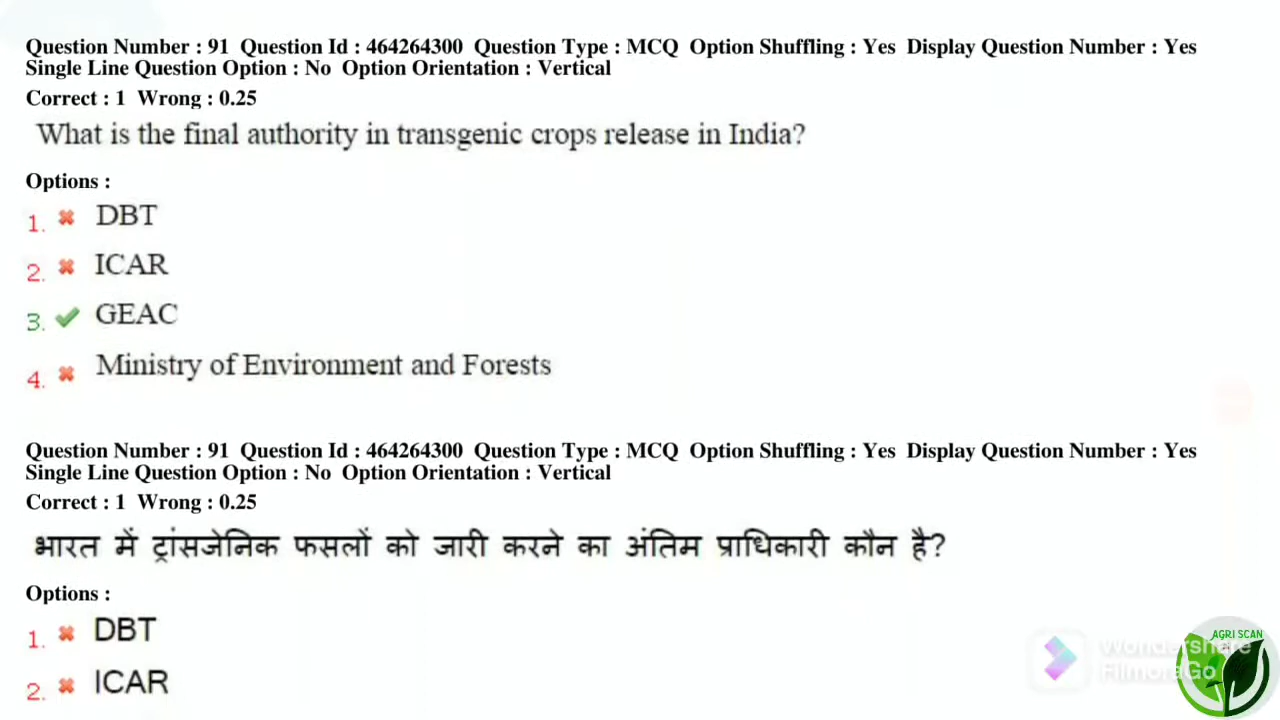 Question Number : 91 Question Id : 464264300 Question Type : MCQ Option Shuffling : Yes Display Question Number : Yes
Single Line Question Option : No Option Orientation : Vertical
Correct : 1 Wrong : 0.25
What is the final authority in transgenic crops release in India?
Options :
1. DBT
2. ICAR
3. GEAC
4. Ministry of Environment and Forests
Question Number : 91 Question Id : 464264300 Question Type : MCQ Option Shuffling : Yes Display Question Number : Yes
Single Line Question Option : No Option Orientation : Vertical
Correct : 1 Wrong : 0.25
भारत में ट्रांसजेनिक फसलों को जारी करने का अंतिम प्राधिकारी कौन है?
Options :
1. DBT
2. ICAR
AGRI SCAN
Wondershare
FilmoraGo